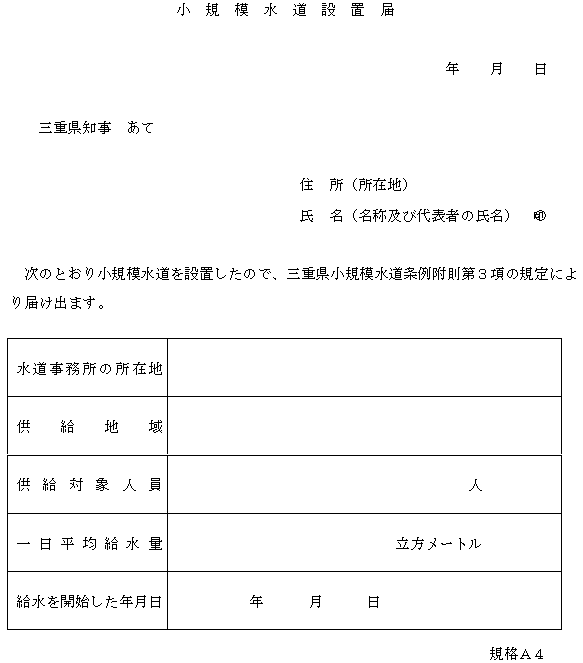 小　規　模　水　道　設　置　届
年　　月　　日
三重県知事　あて
住　所（所在地）
氏　名（名称及び代表者の氏名）　㊞
次のとおり小規模水道を設置したので、三重県小規模水道条例附則第３項の規定によ
り届け出ます。
水道事務所の所在地
供　給　地　域
供給対象人員　人
一日平均給水量　立方メートル
給水を開始した年月日　年　　月　　日
規格Ａ４